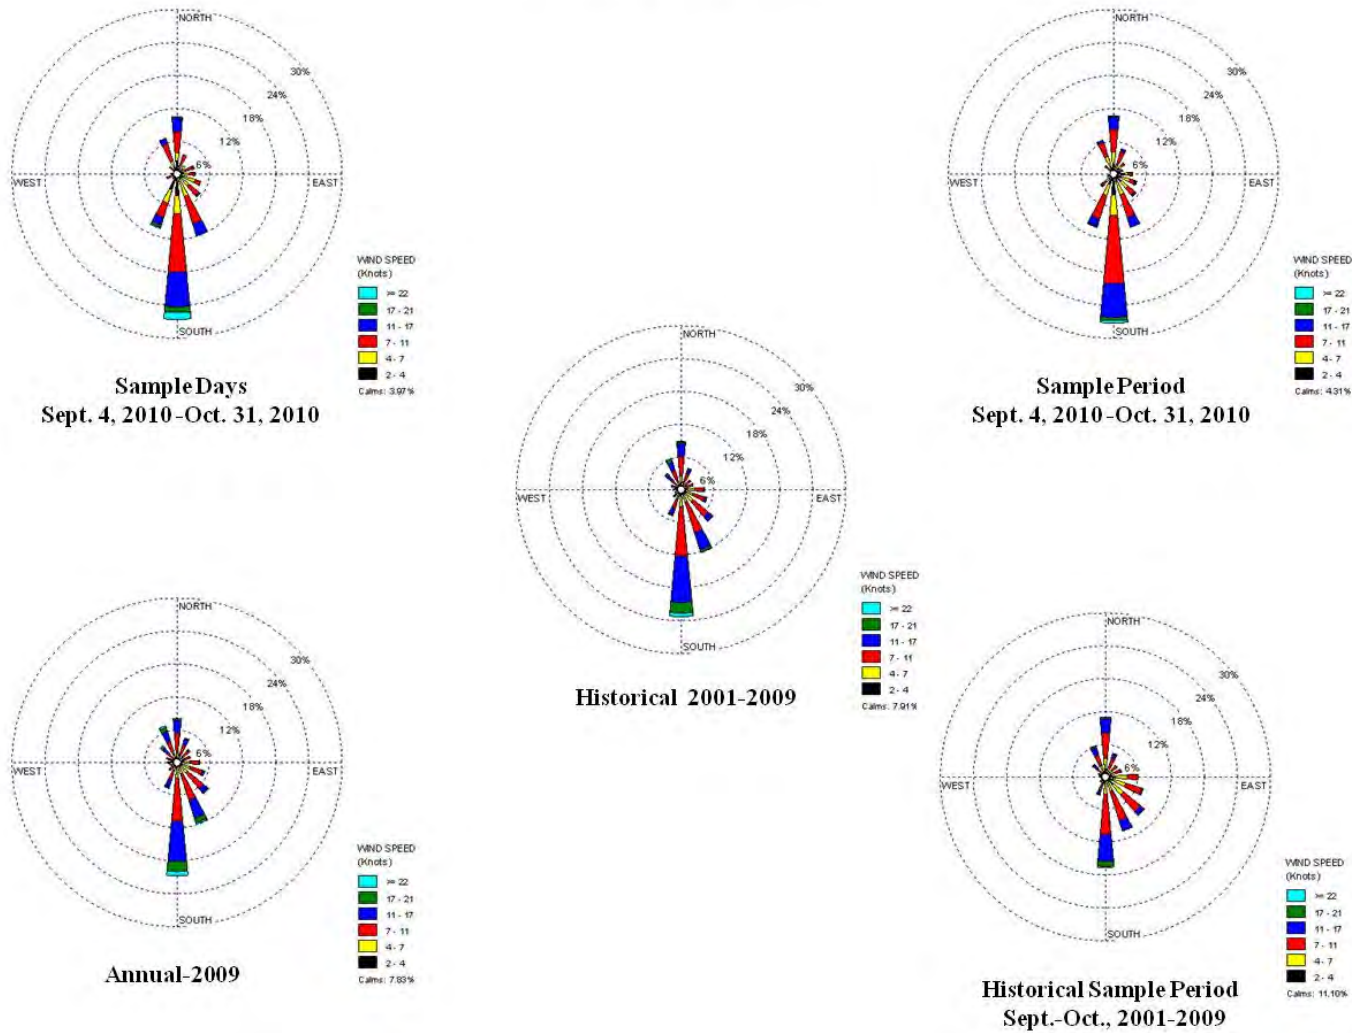 NORTH
30%
24%
18%
12%
6%
WEST
EAST
SOUTH
WIND SPEED
(Knots)
>= 22
17 - 21
11 - 17
7 - 11
4 - 7
2 - 4
Calms: 3.97%
Sample Days
Sept. 4, 2010 - Oct. 31, 2010
NORTH
30%
24%
18%
12%
6%
WEST
EAST
SOUTH
WIND SPEED
(Knots)
>= 22
17 - 21
11 - 17
7 - 11
4 - 7
2 - 4
Calms: 4.31%
Sample Period
Sept. 4, 2010 - Oct. 31, 2010
NORTH
30%
24%
18%
12%
6%
WEST
EAST
SOUTH
WIND SPEED
(Knots)
>= 22
17 - 21
11 - 17
7 - 11
4 - 7
2 - 4
Calms: 7.91%
Historical 2001-2009
NORTH
30%
24%
18%
12%
6%
WEST
EAST
SOUTH
WIND SPEED
(Knots)
>= 22
17 - 21
11 - 17
7 - 11
4 - 7
2 - 4
Calms: 7.83%
Annual-2009
NORTH
30%
24%
18%
12%
6%
WEST
EAST
SOUTH
WIND SPEED
(Knots)
>= 22
17 - 21
11 - 17
7 - 11
4 - 7
2 - 4
Calms: 11.10%
Historical Sample Period
Sept.-Oct., 2001-2009